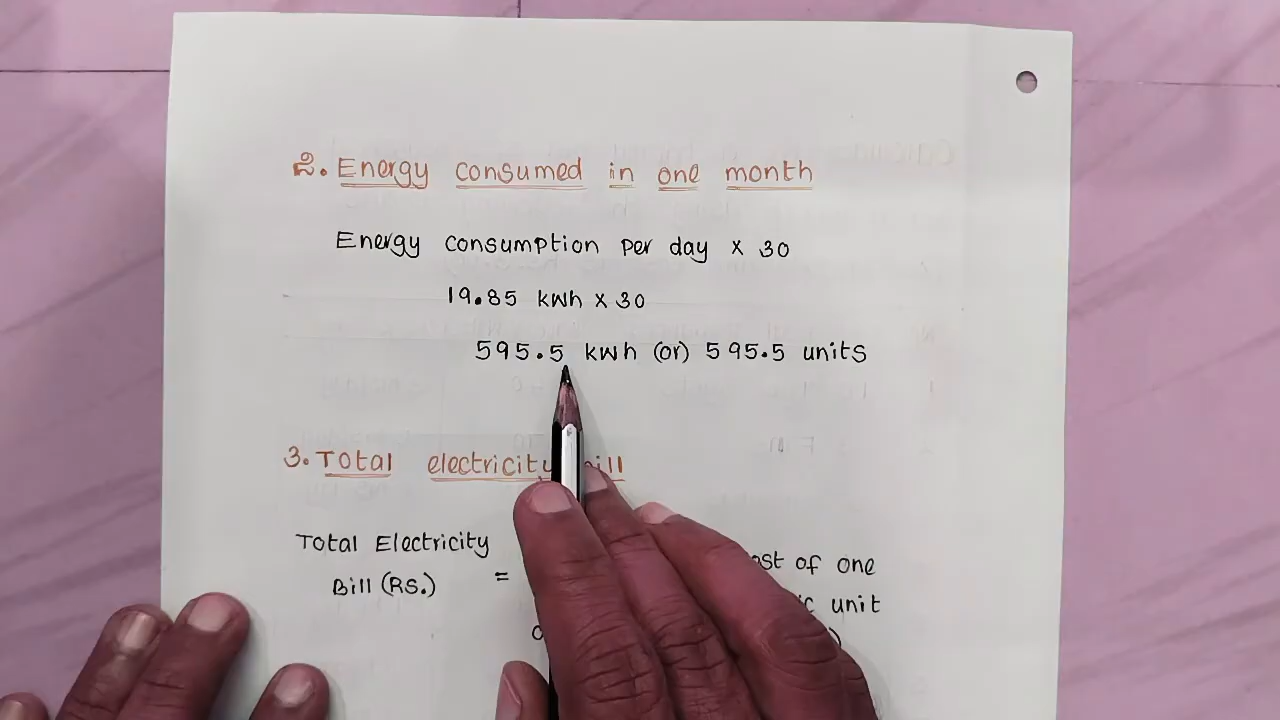 2. Energy consumed in one month
Energy consumption per day x 30
19.85 kwh x 30
595.5 kwh (or) 595.5 units
3. Total electricity bill
Total Electricity
Bill (RS.)
=
of one
unit